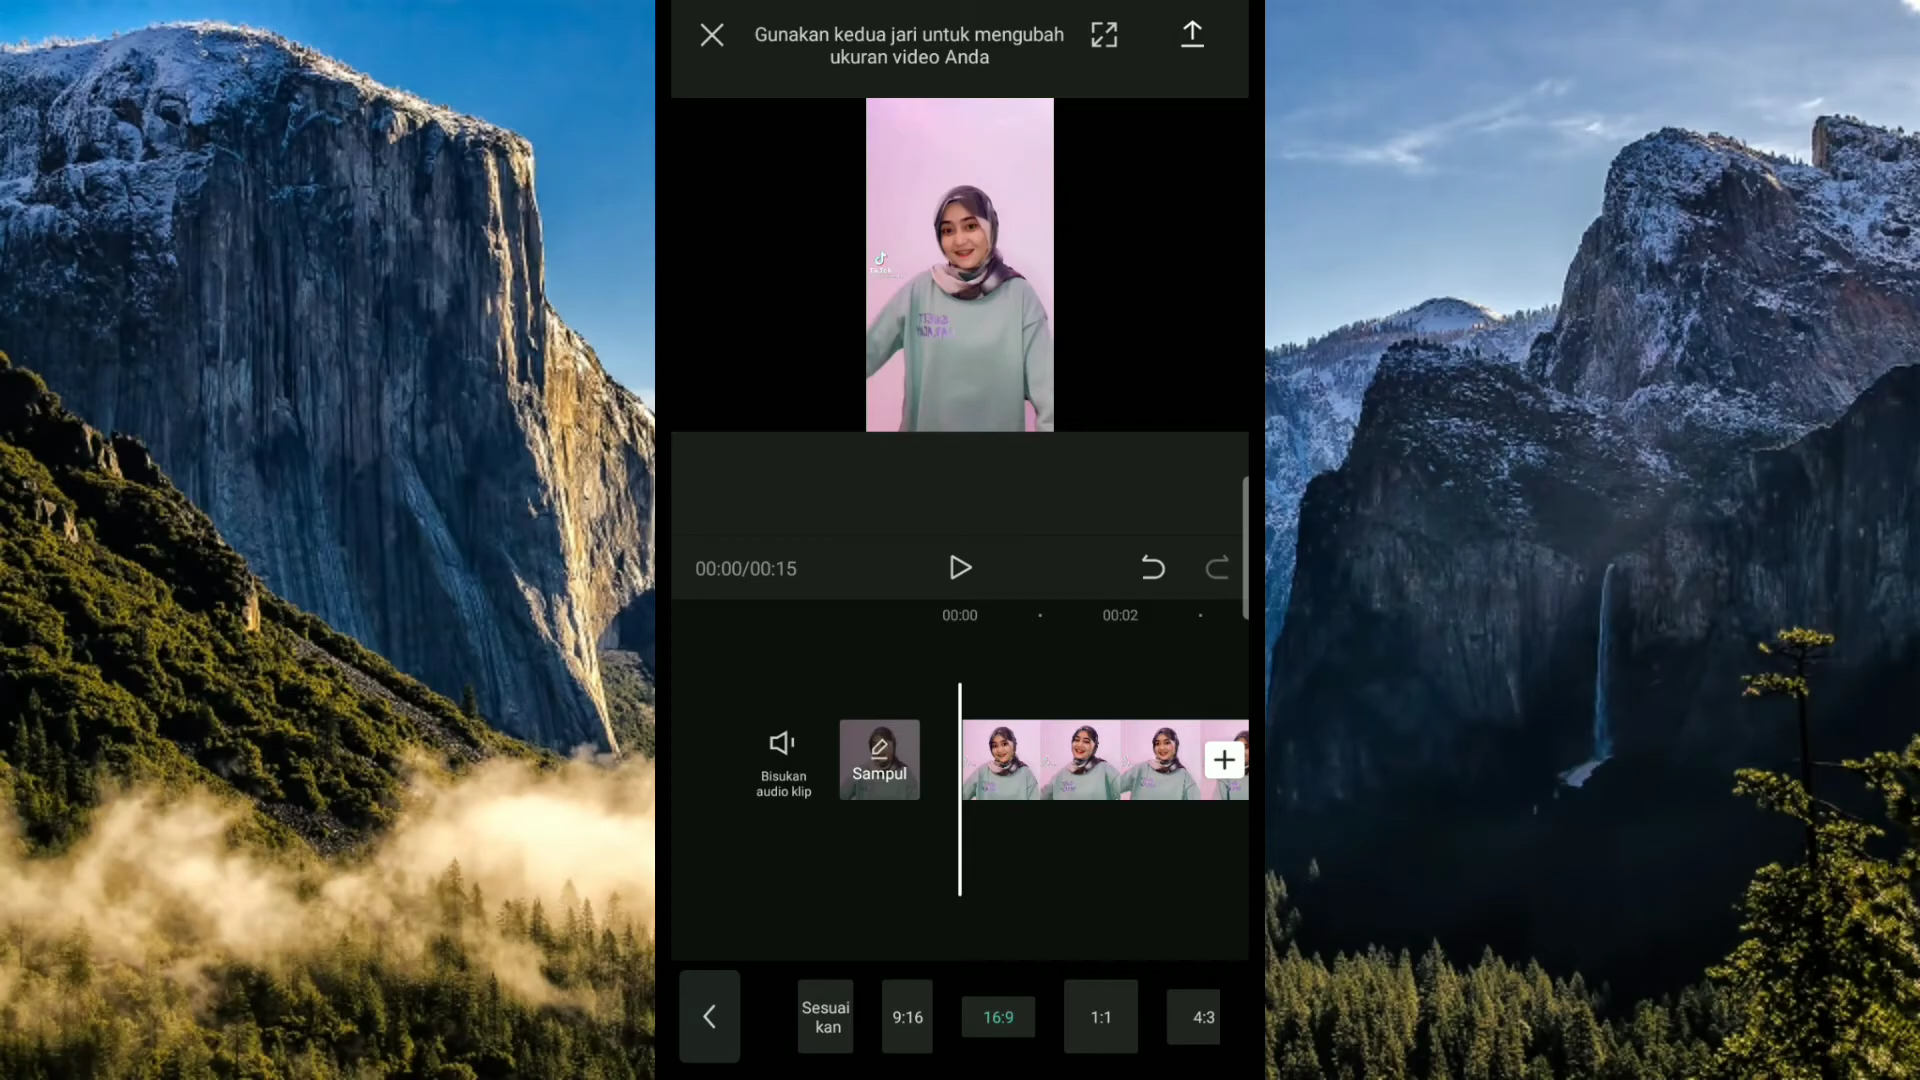 Gunakan kedua jari untuk mengubah
ukuran video Anda
TikTok
00:00/00:15
00:00
00:02
Bisukan
audio klip
Sampul
Sesuai
kan
9:16
16:9
1:1
4:3